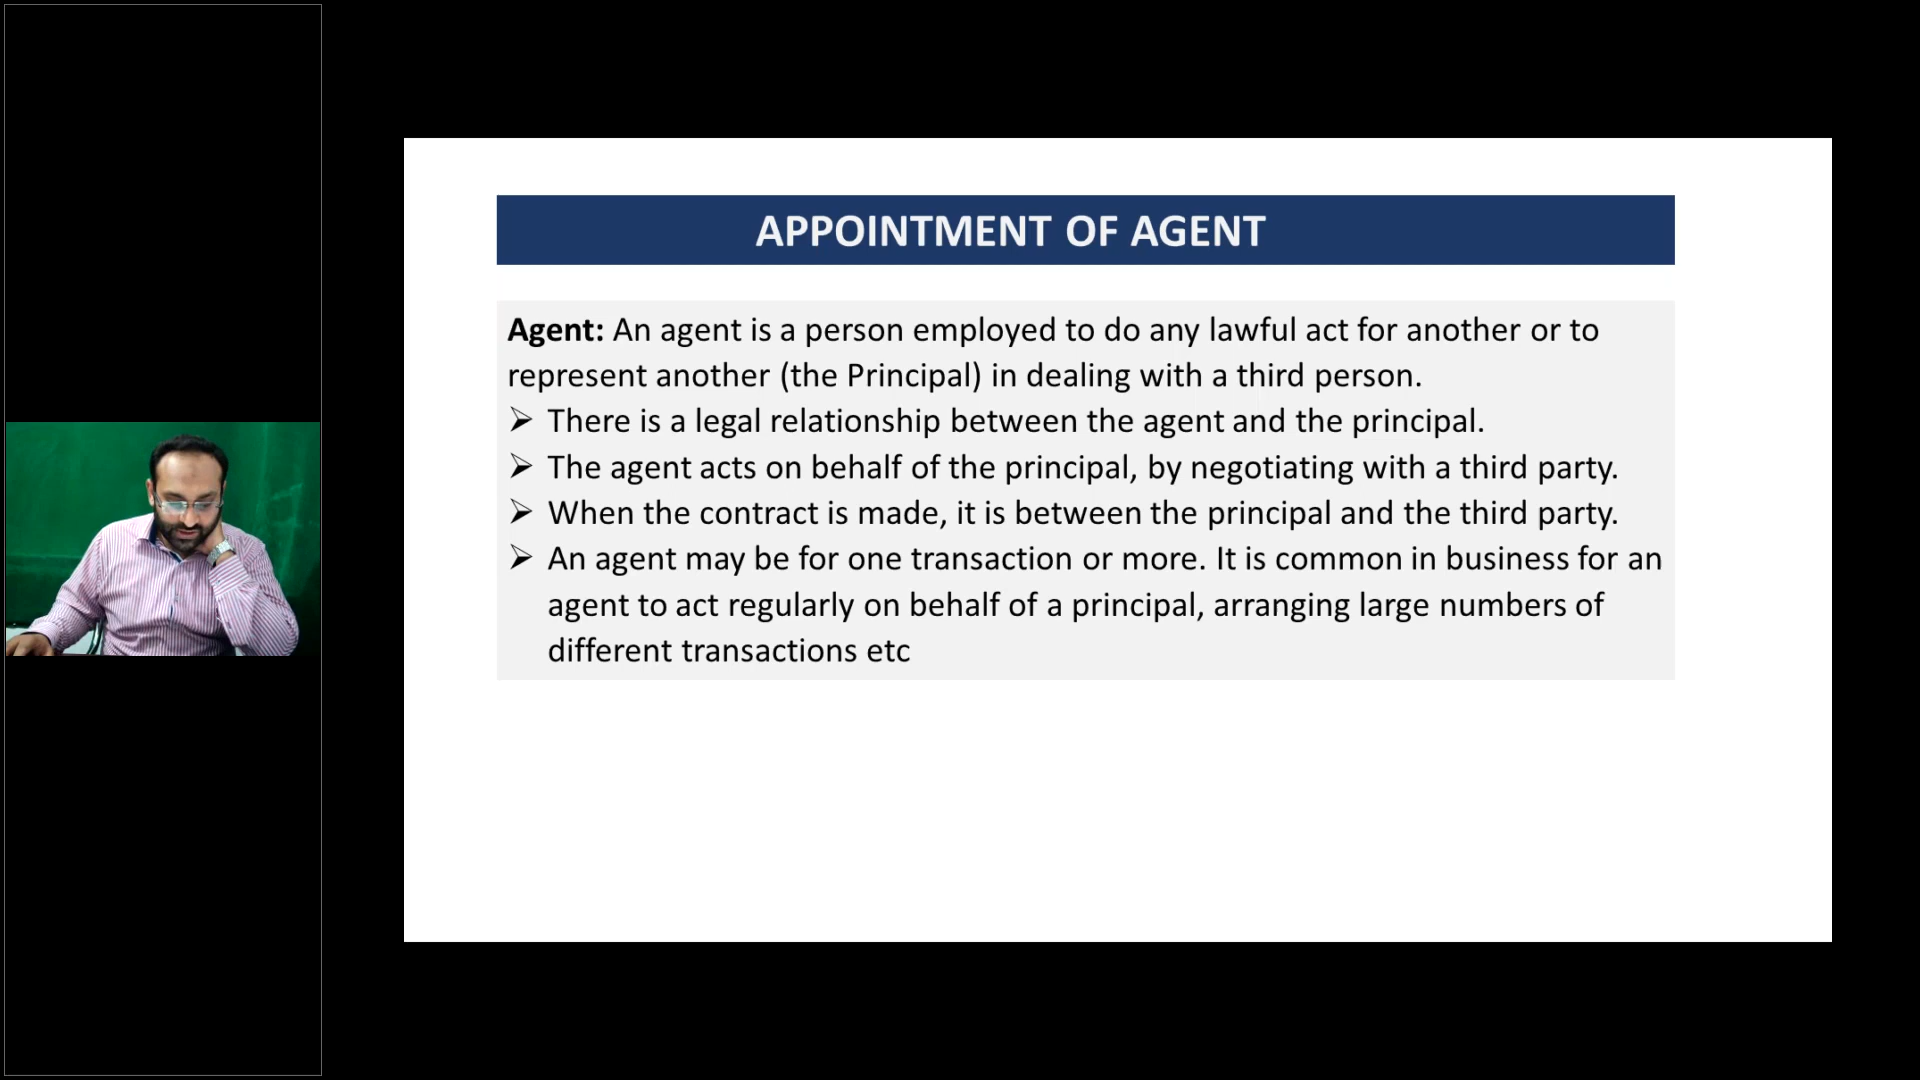 APPOINTMENT OF AGENT
Agent: An agent is a person employed to do any lawful act for another or to
represent another (the Principal) in dealing with a third person.
➢ There is a legal relationship between the agent and the principal.
➢ The agent acts on behalf of the principal, by negotiating with a third party.
➢ When the contract is made, it is between the principal and the third party.
➢ An agent may be for one transaction or more. It is common in business for an
agent to act regularly on behalf of a principal, arranging large numbers of
different transactions etc